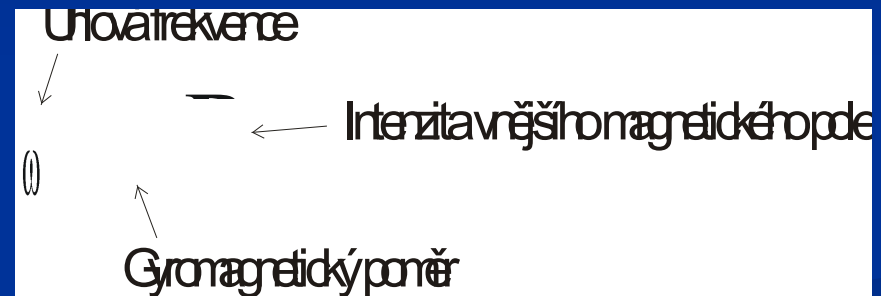 Úhlová frekvence
Intenzita vnějšího magnetického pole
ω
Gyromagnetický poměr